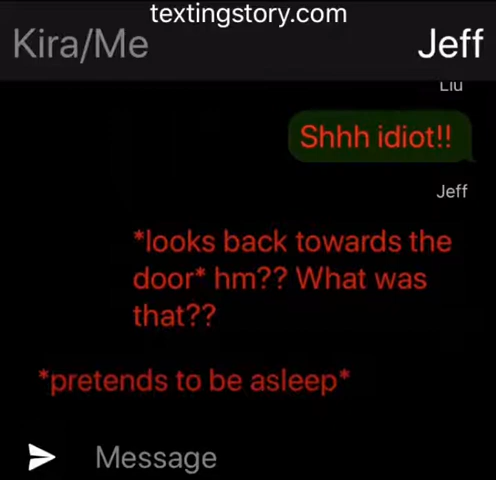 textingstory.com
Kira/Me
Jeff
Liu
Shhh idiot!!
Jeff
*looks back towards the
door* hm?? What was
that??
*pretends to be asleep*
Message